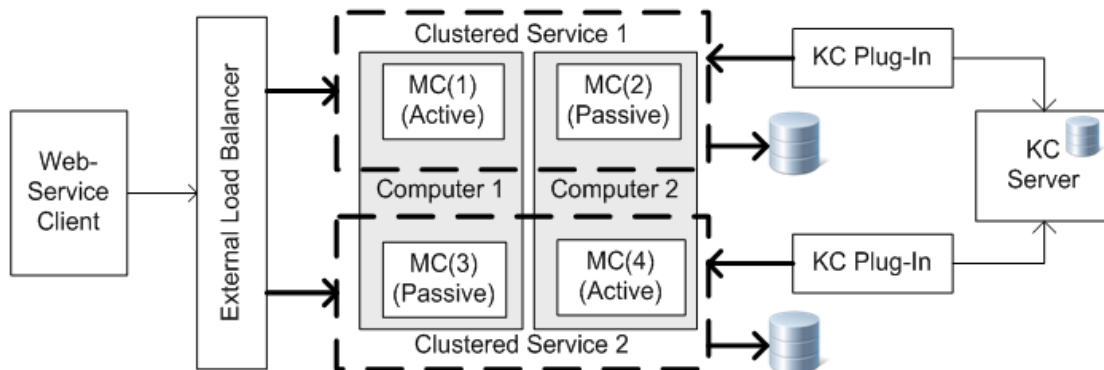 Web-
Service
Client
External Load Balancer
Clustered Service 1
MC(1)
(Active)
MC(2)
(Passive)
Computer 1
Computer 2
MC(3)
(Passive)
MC(4)
(Active)
Clustered Service 2
KC Plug-In
KC
Server
KC Plug-In